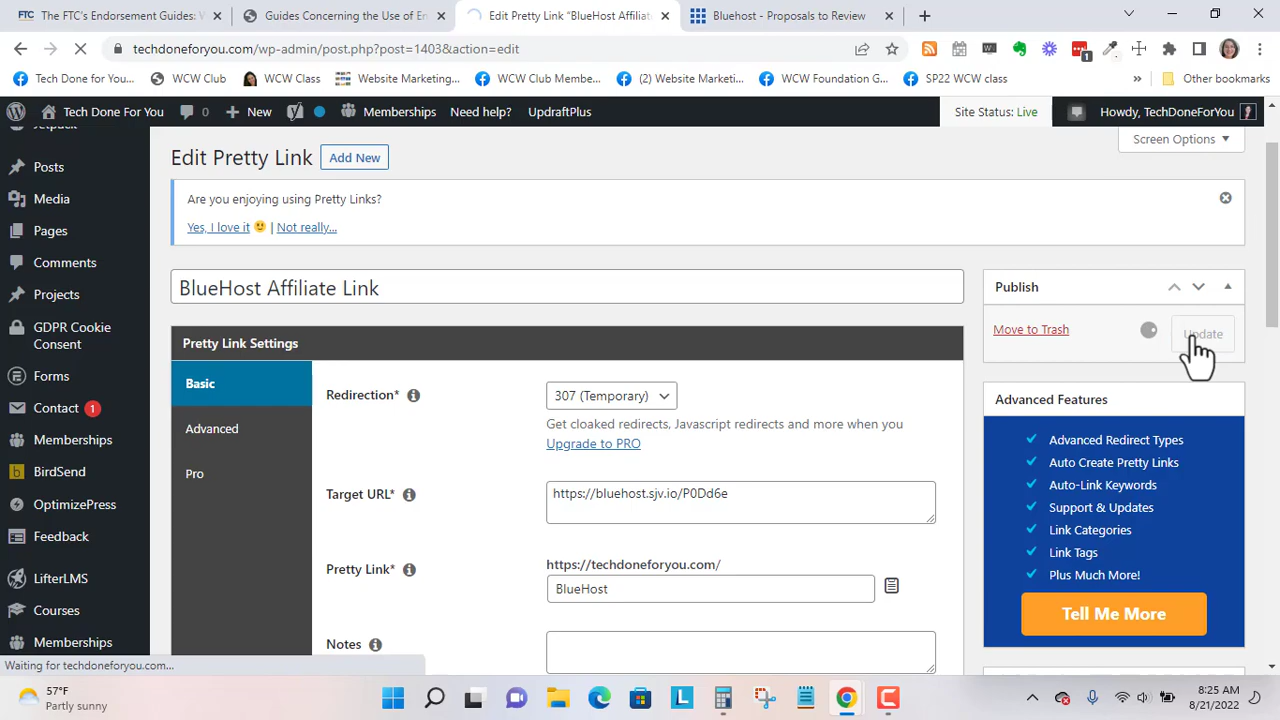 FTC The FTC's Endorsement Guides: W
Guides Concerning the Use of En
Edit Pretty Link "BlueHost Affiliat
Bluehost - Proposals to Review
techdoneforyou.com/wp-admin/post.php?post=1403&action=edit
1
Tech Done for You...
WCW Club
WCW Class
Website Marketing...
WCW Club Membe...
(2) Website Marketi...
WCW Foundation G...
SP22 WCW class
»
Other bookmarks
Tech Done For You
0
New
Memberships
Need help?
UpdraftPlus
Site Status: Live
Howdy, TechDoneForYou
Jetpack
Posts
Media
Pages
Comments
Projects
GDPR Cookie
Consent
Forms
Contact 1
Memberships
BirdSend
OptimizePress
Feedback
LifterLMS
Courses
Memberships
Screen Options
Edit Pretty Link
Add New
Are you enjoying using Pretty Links?
Yes, I love it | Not really...
BlueHost Affiliate Link
Pretty Link Settings
Basic
Advanced
Pro
Redirection*
307 (Temporary)
Get cloaked redirects, Javascript redirects and more when you
Upgrade to PRO
Target URL*
https://bluehost.sjv.io/P0Dd6e
https://techdoneforyou.com/
Pretty Link*
BlueHost
Notes
Publish
Move to Trash
Update
Advanced Features
Advanced Redirect Types
Auto Create Pretty Links
Auto-Link Keywords
Support & Updates
Link Categories
Link Tags
Plus Much More!
Tell Me More
Waiting for techdoneforyou.com...
57°F
Partly sunny
8:25 AM
8/21/2022